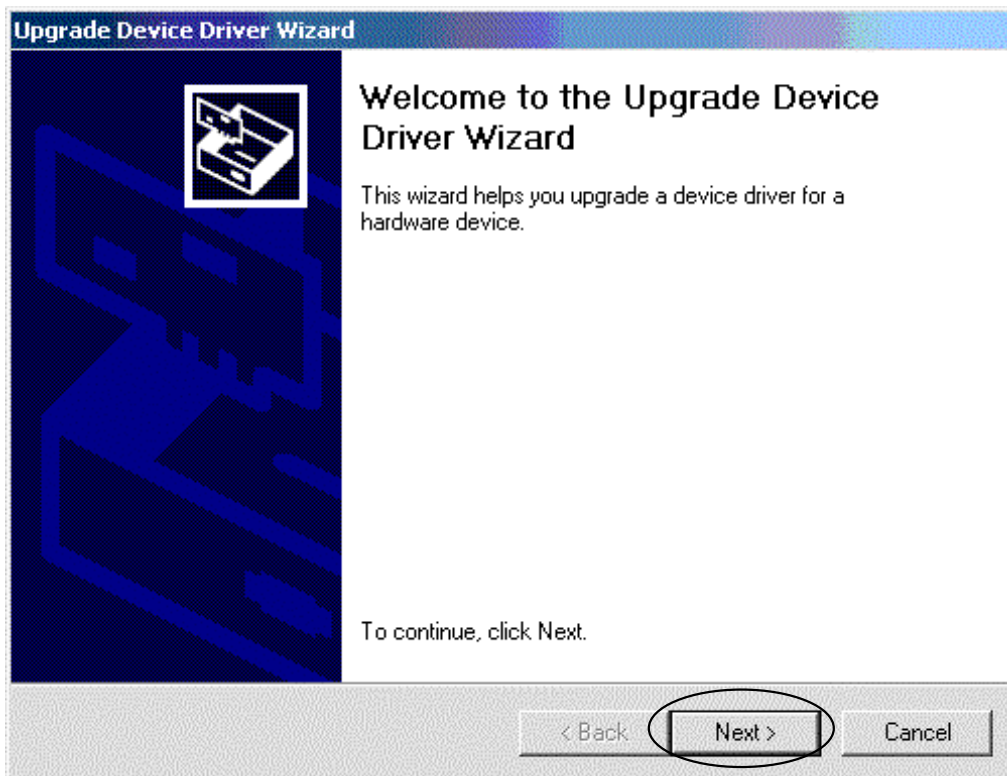 Upgrade Device Driver Wizard
Welcome to the Upgrade Device
Driver Wizard
This wizard helps you upgrade a device driver for a
hardware device.
To continue, click Next.
< Back
Next >
Cancel